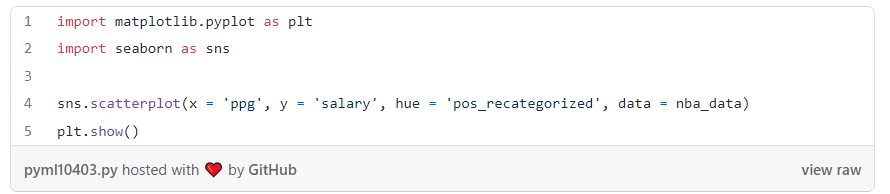 1 import matplotlib.pyplot as plt
2 import seaborn as sns
3
4 sns.scatterplot(x = 'ppg', y = 'salary', hue = 'pos_recategorized', data = nba_data)
5 plt.show()
pyml10403.py hosted with ❤ by GitHub view raw